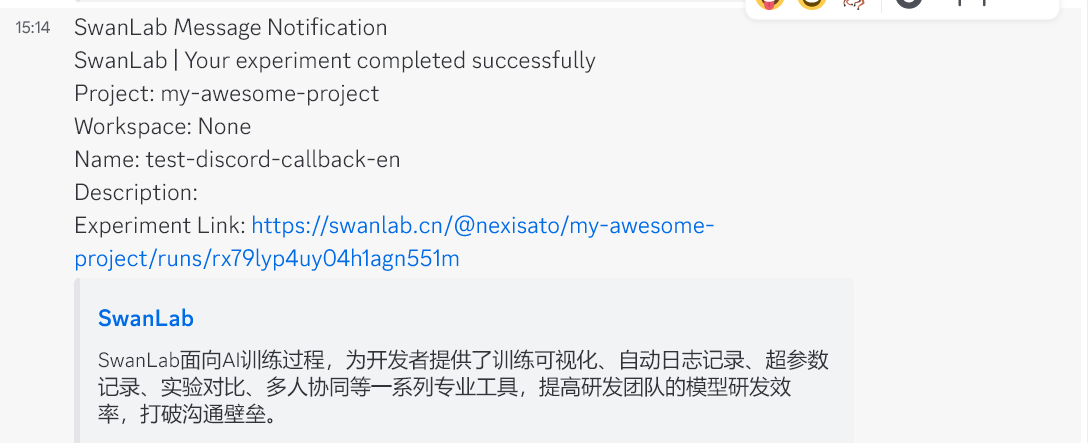 15:14 SwanLab Message Notification
SwanLab | Your experiment completed successfully
Project: my-awesome-project
Workspace: None
Name: test-discord-callback-en
Description:
Experiment Link: https://swanlab.cn/@nexisato/my-awesome-
project/runs/rx79lyp4uy04h1agn551m
SwanLab
SwanLab面向AI训练过程，为开发者提供了训练可视化、自动日志记录、超参数
记录、实验对比、多人协同等一系列专业工具，提高研发团队的模型研发效
率，打破沟通壁垒。